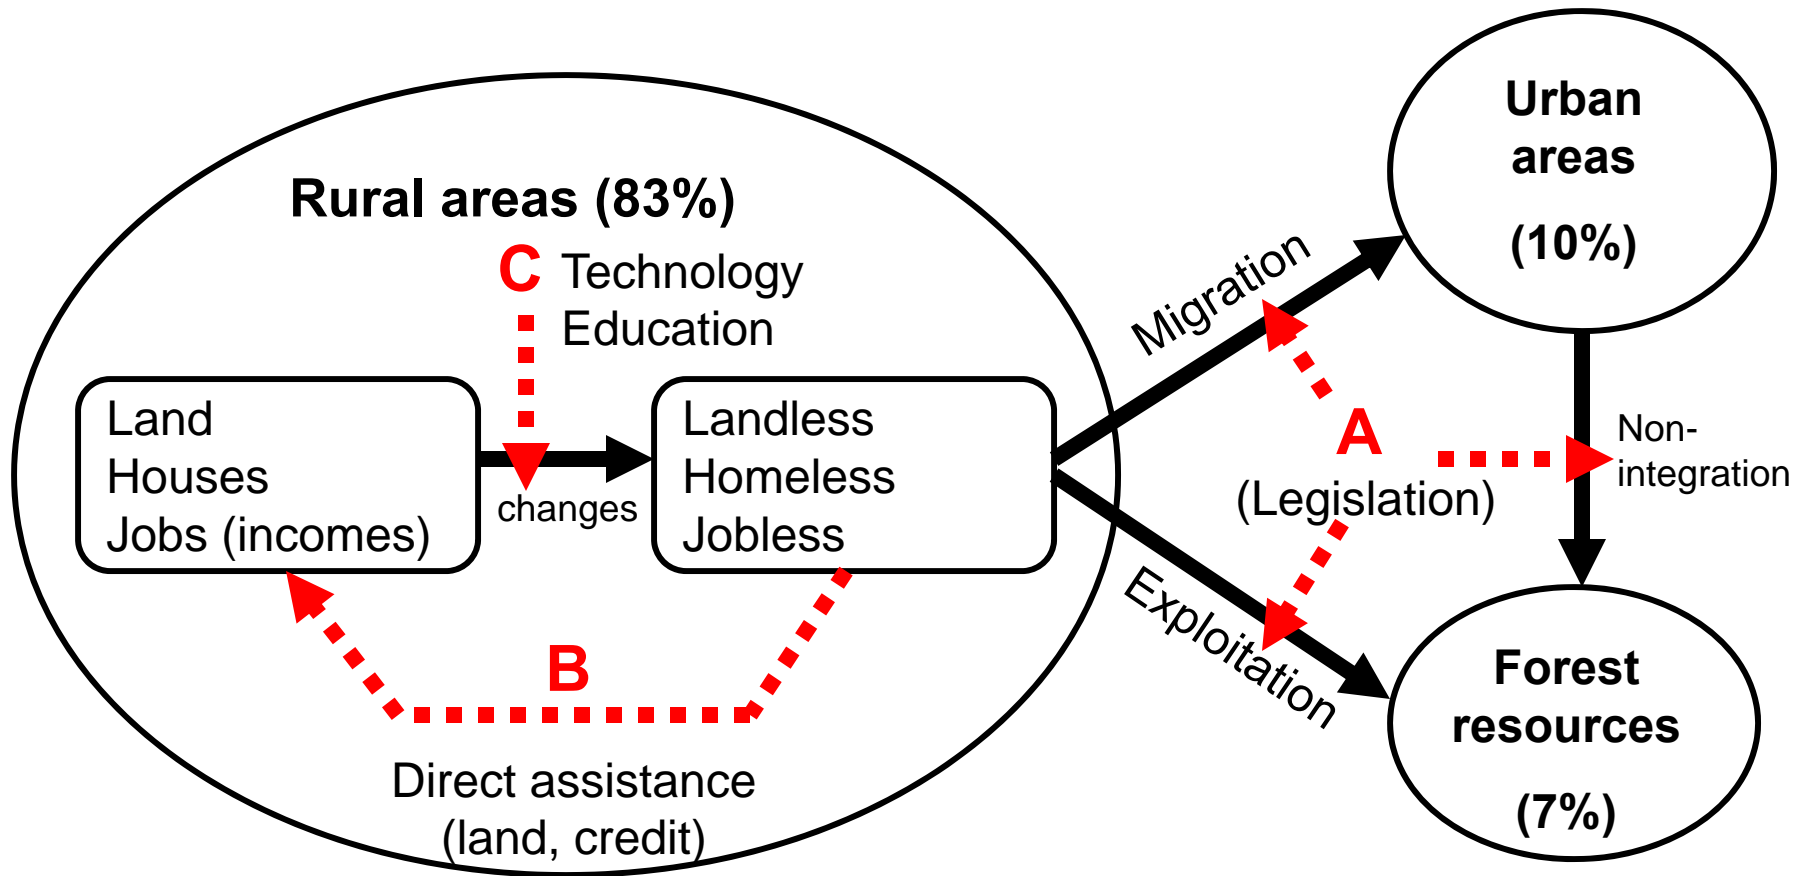 Rural areas (83%)
C Technology
Education
Land
Houses
Jobs (incomes)
changes
Landless
Homeless
Jobless
B
Direct assistance
(land, credit)
Migration
Exploitation
A
(Legislation)
Urban
areas
(10%)
Non-
integration
Forest
resources
(7%)